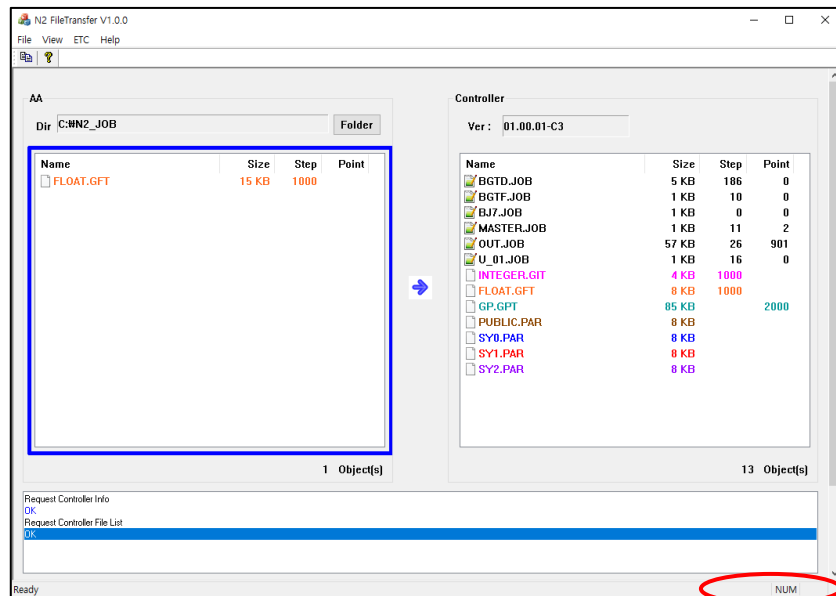 N2 FileTransfer V1.0.0
File View ETC Help
AA
Dir C:₩N2_JOB Folder
Name Size Step Point
FLOAT.GFT 15 KB 1000
1 Object(s)
Controller
Ver : 01.00.01-C3
Name Size Step Point
BGTD.JOB 5 KB 186 0
BGTF.JOB 1 KB 10 0
BJ7.JOB 1 KB 0 0
MASTER.JOB 1 KB 11 2
OUT.JOB 57 KB 26 901
U_01.JOB 1 KB 16 0
INTEGER.GIT 4 KB 1000
FLOAT.GFT 8 KB 1000
GP.GPT 85 KB 2000
PUBLIC.PAR 8 KB
SY0.PAR 8 KB
SY1.PAR 8 KB
SY2.PAR 8 KB
13 Object(s)
Request Controller Info
OK
Request Controller File List
OK
Ready NUM